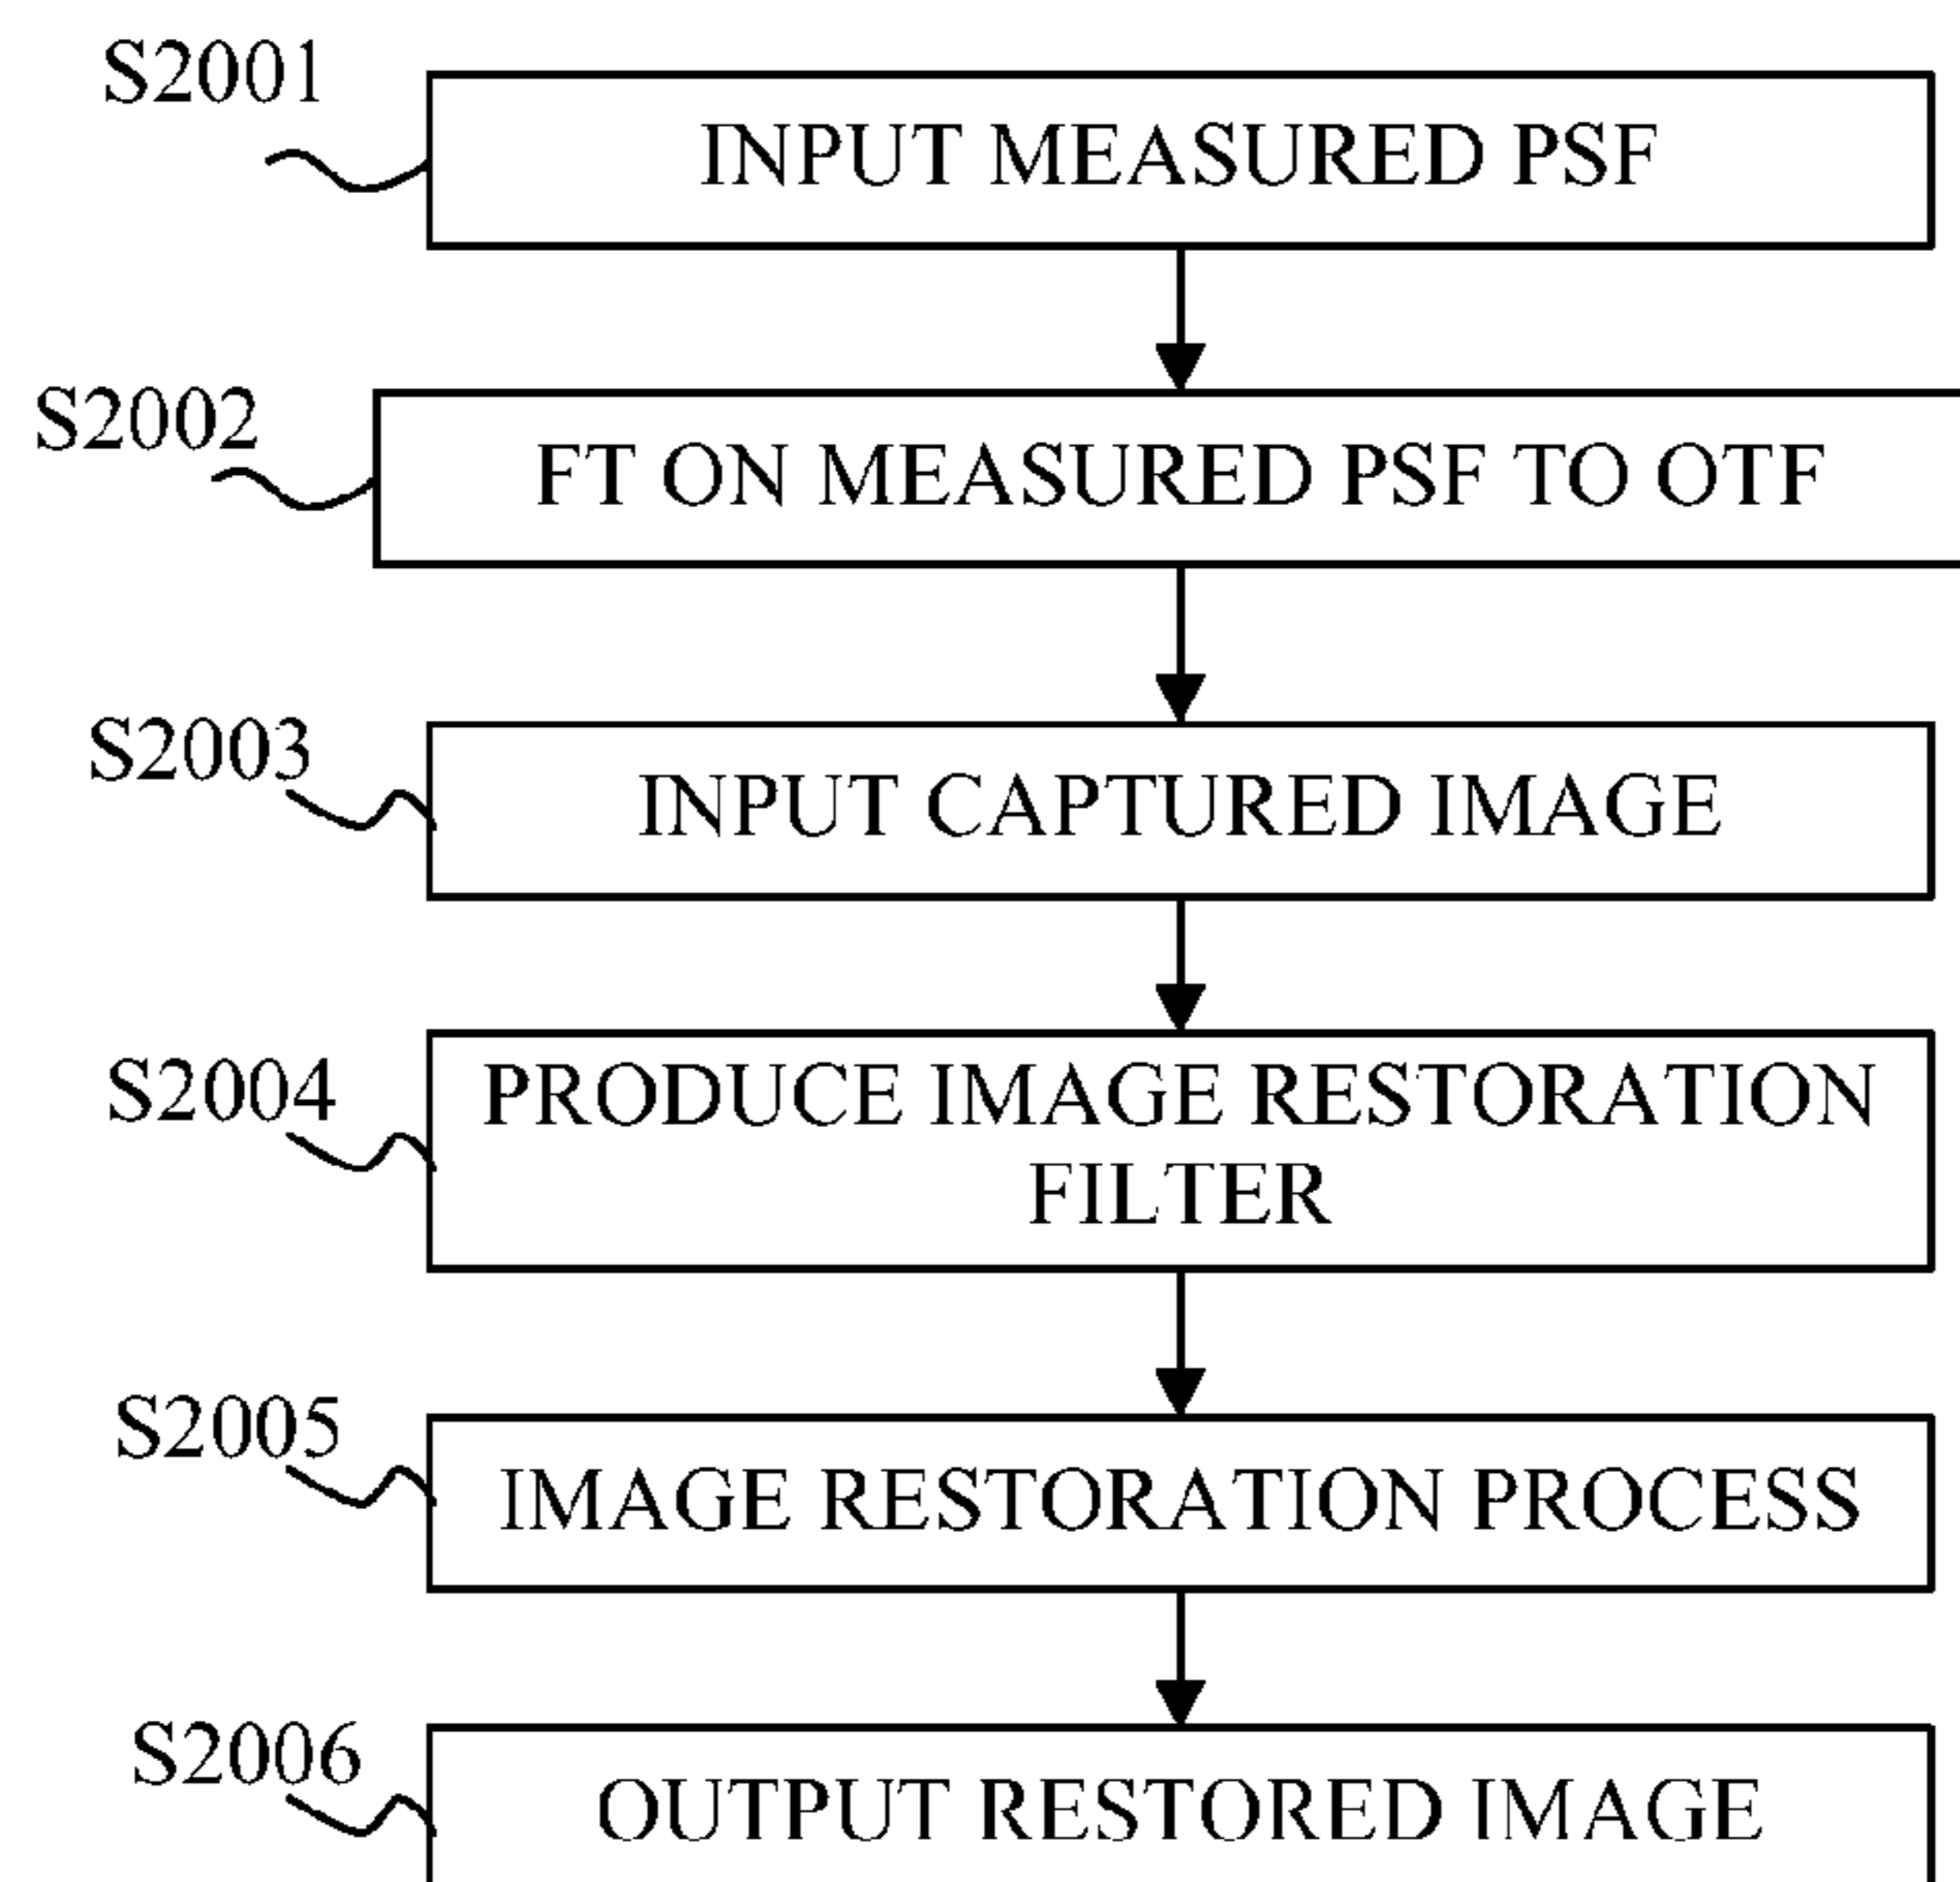 S2001
INPUT MEASURED PSF
S2002
FT ON MEASURED PSF TO OTF
S2003
INPUT CAPTURED IMAGE
S2004
PRODUCE IMAGE RESTORATION
FILTER
S2005
IMAGE RESTORATION PROCESS
S2006
OUTPUT RESTORED IMAGE